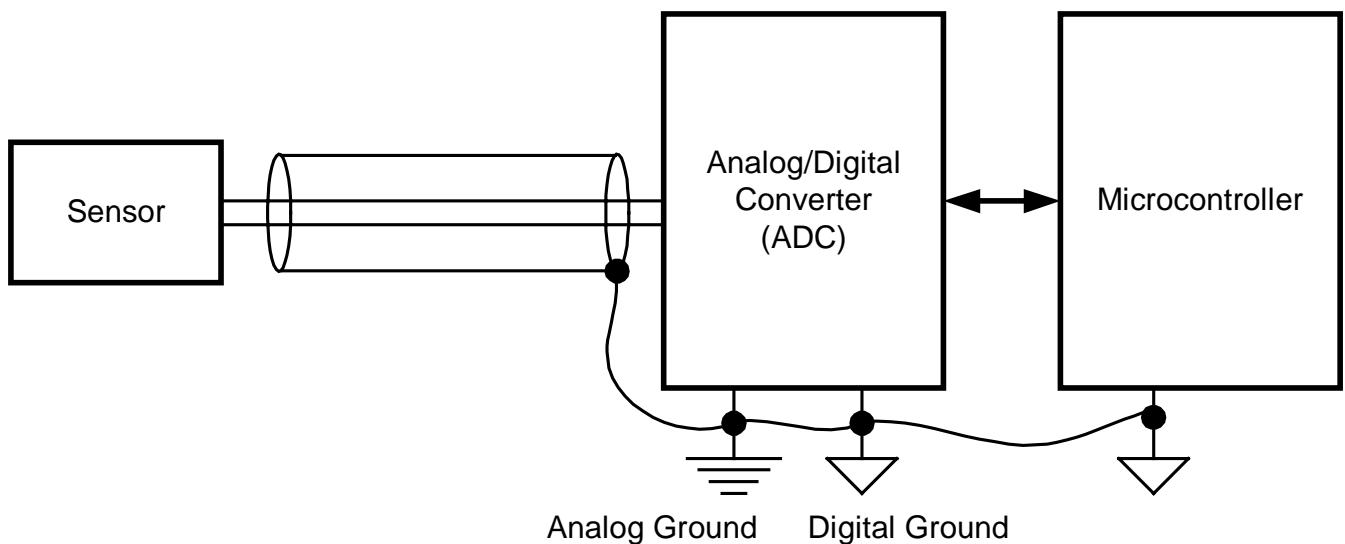 Sensor
Analog/Digital
Converter
(ADC)
Microcontroller
Analog Ground
Digital Ground